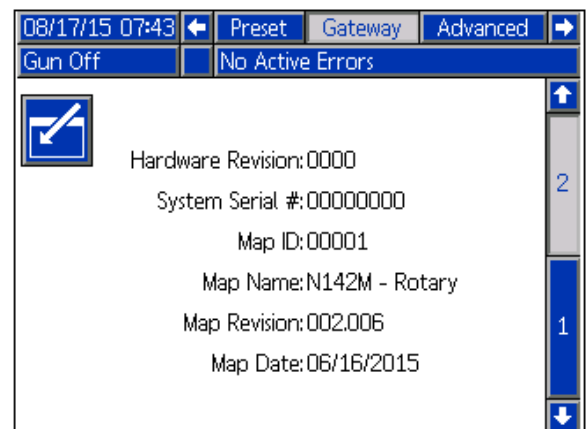 08/17/15 07:43 Preset Gateway Advanced
Gun Off No Active Errors
Hardware Revision: 0000
2
System Serial #: 00000000
Map ID: 00001
Map Name: N142M - Rotary
Map Revision: 002.006
1
Map Date: 06/16/2015